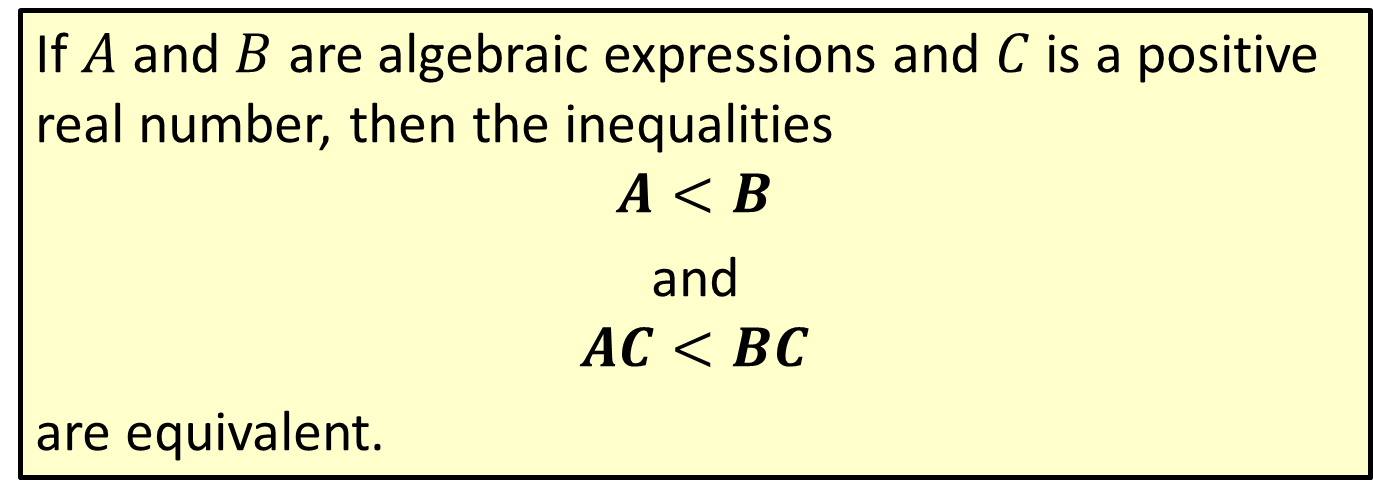 If A and B are algebraic expressions and C is a positive
real number, then the inequalities
A < B
and
AC < BC
are equivalent.